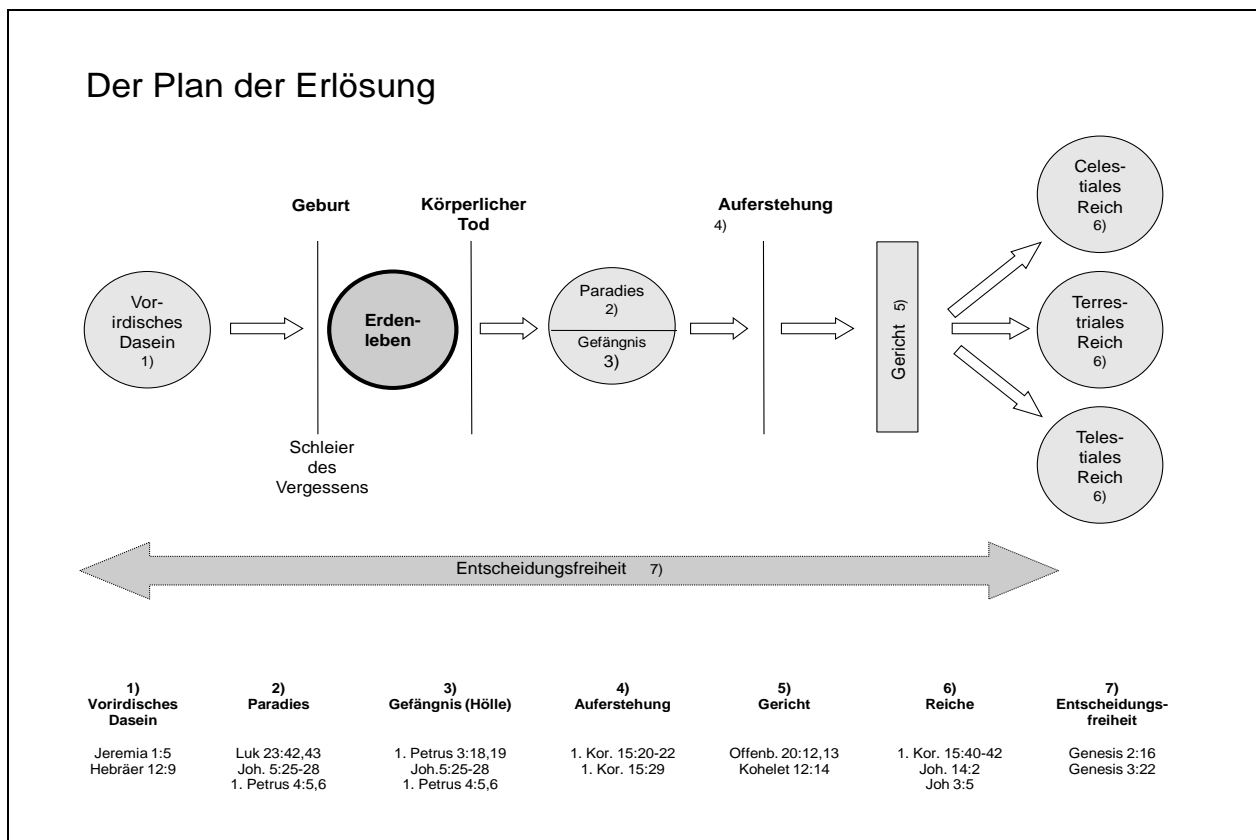 Der Plan der Erlösung
Geburt
Körperlicher
Tod
Auferstehung
4)
Vor-
irdisches
Dasein
1)
Erden-
leben
Paradies
2)
Gefängnis
3)
Gericht 5)
Celes-
tiales
Reich
6)
Terres-
triales
Reich
6)
Teles-
tiales
Reich
6)
Schleier
des
Vergessens
Entscheidungsfreiheit 7)
1)
Vorirdisches
Dasein
Jeremia 1:5
Hebräer 12:9
2)
Paradies
Luk 23:42,43
Joh. 5:25-28
1. Petrus 4:5,6
3)
Gefängnis (Hölle)
1. Petrus 3:18,19
Joh.5:25-28
1. Petrus 4:5,6
4)
Auferstehung
1. Kor. 15:20-22
1. Kor. 15:29
5)
Gericht
Offenb. 20:12,13
Kohelet 12:14
6)
Reiche
1. Kor. 15:40-42
Joh. 14:2
Joh 3:5
7)
Entscheidungs-
freiheit
Genesis 2:16
Genesis 3:22